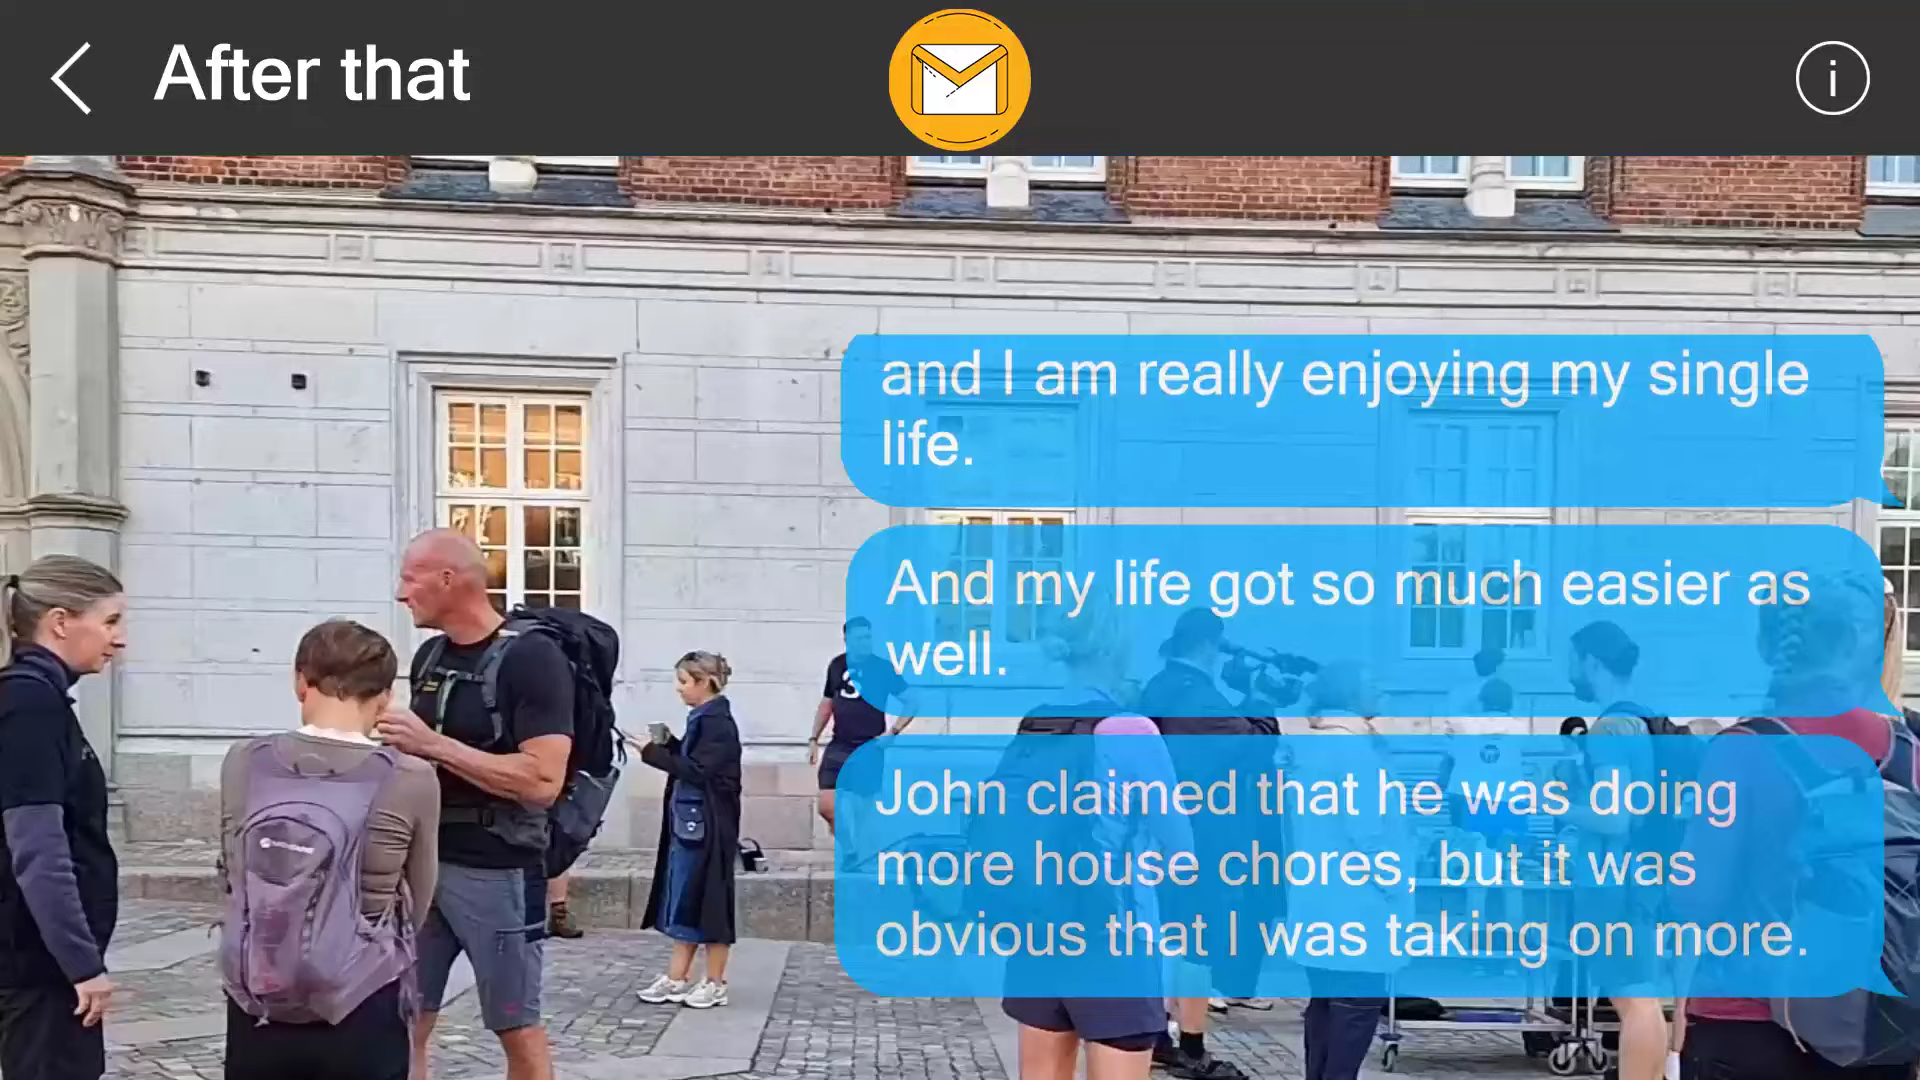 After that
and I am really enjoying my single
life.
And my life got so much easier as
well.
John claimed that he was doing
more house chores, but it was
obvious that I was taking on more.
3